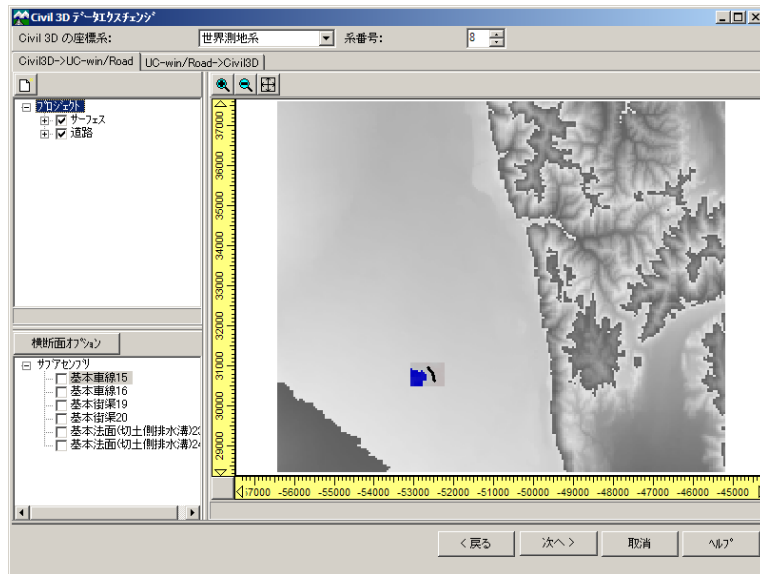 Civil 3D ﾃﾞｰﾀｴｸｽﾁｪﾝｼﾞ
Civil 3D の座標系:
世界測地系
系番号:
8
Civil3D->UC-win/Road
UC-win/Road->Civil3D
ﾌﾟﾛｼﾞｪｸﾄ
ｻｰﾌｪｽ
道路
37000
36000
35000
34000
33000
32000
31000
30000
29000
横断面ｵﾌﾟｼｮﾝ
ｻﾌﾞｱｾﾝﾌﾞﾘ
基本車線15
基本車線16
基本街渠19
基本街渠20
基本法面(切土側排水溝)23
基本法面(切土側排水溝)24
57000 -56000 -55000 -54000 -53000 -52000 -51000 -50000 -49000 -48000 -47000 -46000 -45000
< 戻る
次へ >
取消
ﾍﾙﾌﾟ